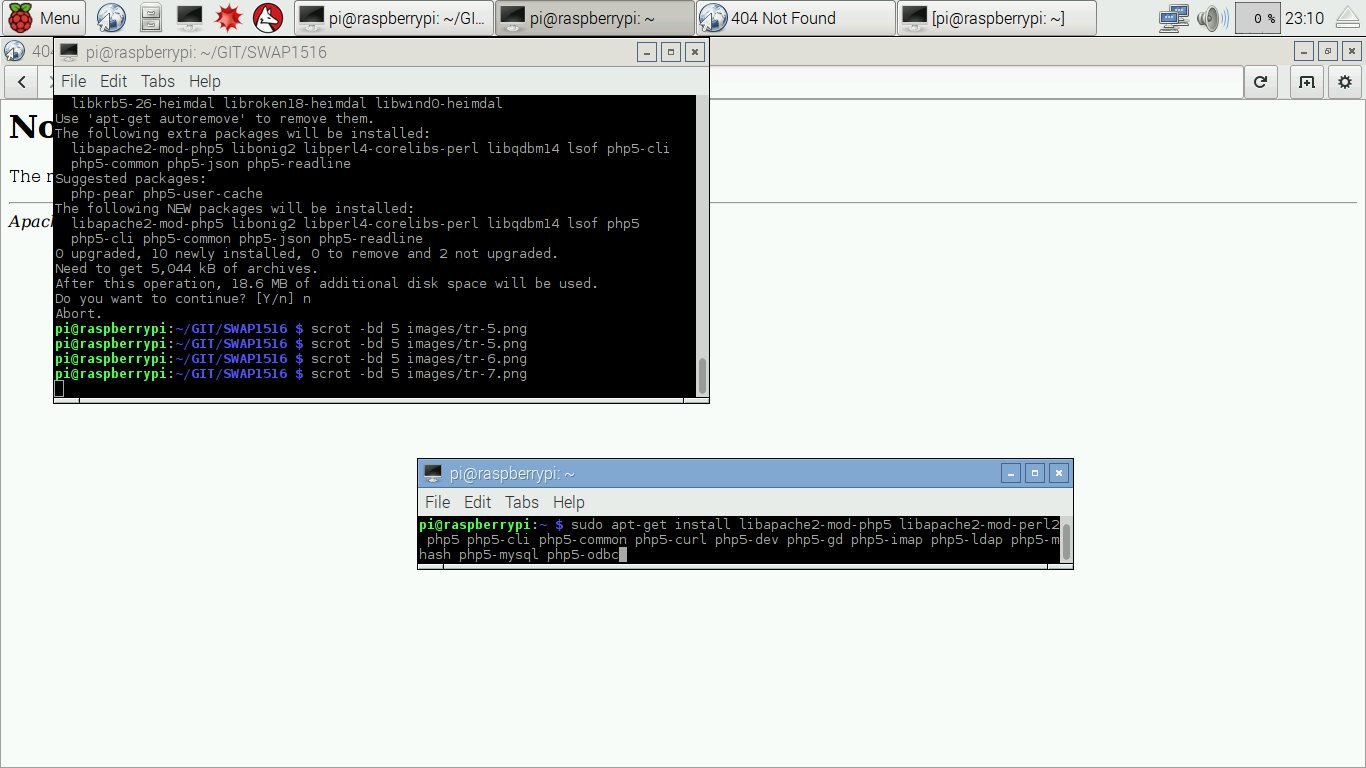 Menu
pi@raspberrypi: ~/GI...
pi@raspberrypi: ~
404 Not Found
[pi@raspberrypi: ~]
0 %
23:10
40
pi@raspberrypi: ~/GIT/SWAP1516
File Edit Tabs Help
No
The r
Apac
libkrb5-26-heimdal libroken18-heimdal libwind0-heimdal
Use 'apt-get autoremove' to remove them.
The following extra packages will be installed:
libapache2-mod-php5 libonig2 libperl4-corelibs-perl libqdbm14 lsof php5-cli
php5-common php5-json php5-readline
Suggested packages:
php-pear php5-user-cache
The following NEW packages will be installed:
libapache2-mod-php5 libonig2 libperl4-corelibs-perl libqdbm14 lsof php5
php5-cli php5-common php5-json php5-readline
0 upgraded, 10 newly installed, 0 to remove and 2 not upgraded.
Need to get 5,044 kB of archives.
After this operation, 18.6 MB of additional disk space will be used.
Do you want to continue? [Y/n] n
Abort.
pi@raspberrypi:~/GIT/SWAP1516 $ scrot -bd 5 images/tr-5.png
pi@raspberrypi:~/GIT/SWAP1516 $ scrot -bd 5 images/tr-5.png
pi@raspberrypi:~/GIT/SWAP1516 $ scrot -bd 5 images/tr-6.png
pi@raspberrypi:~/GIT/SWAP1516 $ scrot -bd 5 images/tr-7.png
pi@raspberrypi: ~
File Edit Tabs Help
pi@raspberrypi:~ $ sudo apt-get install libapache2-mod-php5 libapache2-mod-perl2
php5 php5-cli php5-common php5-curl php5-dev php5-gd php5-imap php5-ldap php5-m
hash php5-mysql php5-odbc